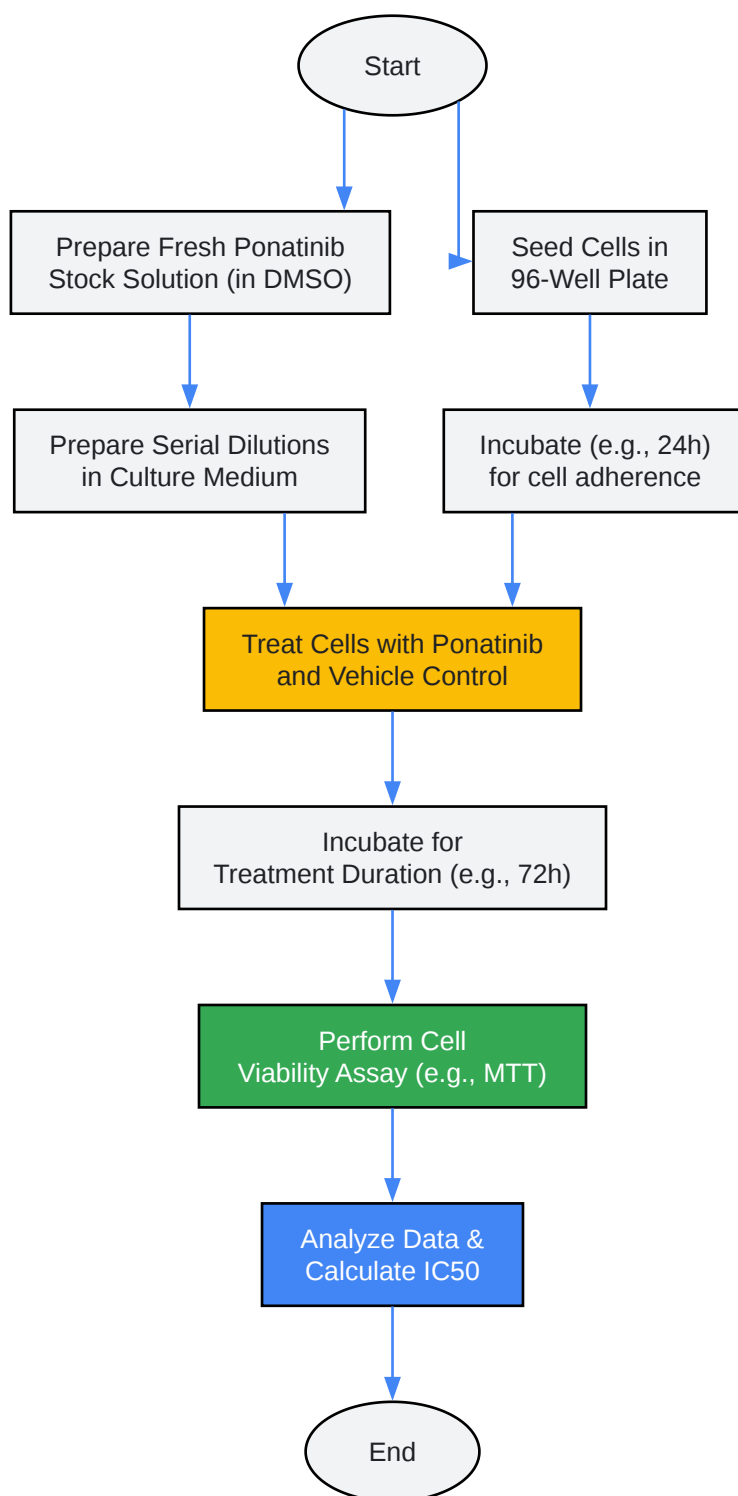 Start
Prepare Fresh Ponatinib
Stock Solution (in DMSO)
Seed Cells in
96-Well Plate
Prepare Serial Dilutions
in Culture Medium
Incubate (e.g., 24h)
for cell adherence
Treat Cells with Ponatinib
and Vehicle Control
Incubate for
Treatment Duration (e.g., 72h)
Perform Cell
Viability Assay (e.g., MTT)
Analyze Data &
Calculate IC50
End